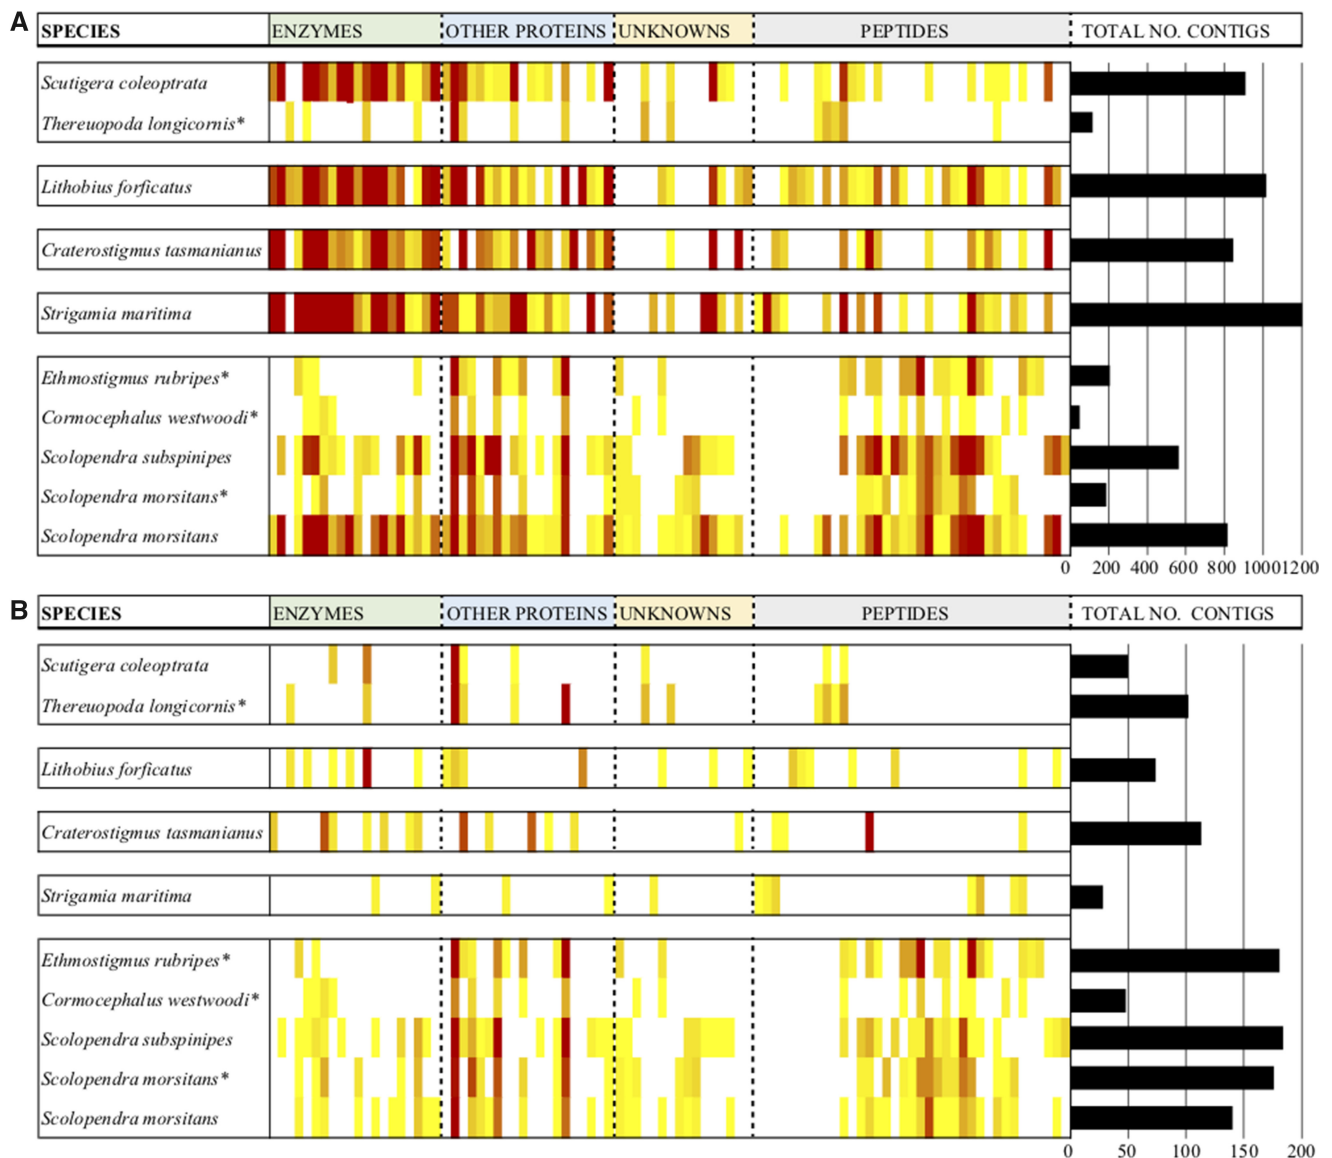 A
SPECIES ENZYMES OTHER PROTEINS UNKNOWNS PEPTIDES TOTAL NO. CONTIGS
Scutigera coleoptrata
Thereuopoda longicornis*
Lithobius forficatus
Craterostigmus tasmanianus
Strigamia maritima
Ethmostigmus rubripes*
Cormocephalus westwoodi*
Scolopendra subspinipes
Scolopendra morsitans*
Scolopendra morsitans
0 200 400 600 800 1000 1200
B
SPECIES ENZYMES OTHER PROTEINS UNKNOWNS PEPTIDES TOTAL NO. CONTIGS
Scutigera coleoptrata
Thereuopoda longicornis*
Lithobius forficatus
Craterostigmus tasmanianus
Strigamia maritima
Ethmostigmus rubripes*
Cormocephalus westwoodi*
Scolopendra subspinipes
Scolopendra morsitans*
Scolopendra morsitans
0 50 100 150 200